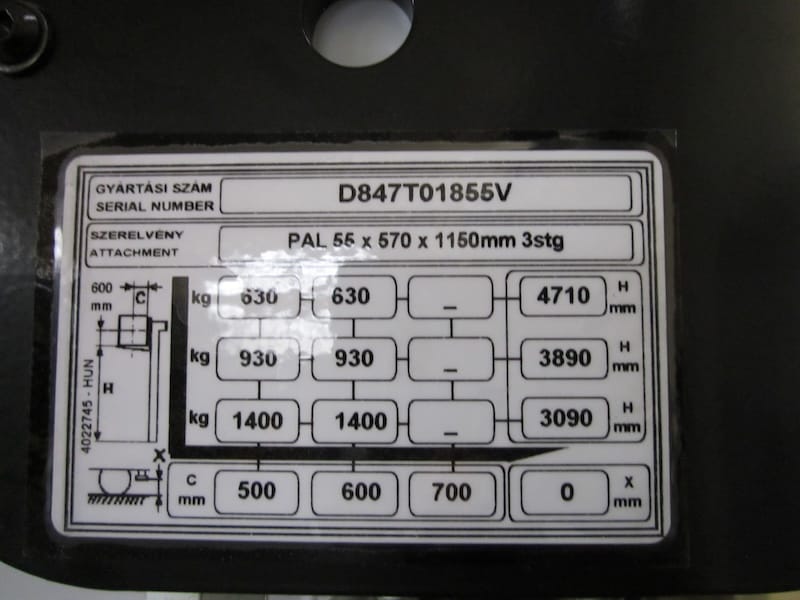 GYÁRTÁSI SZÁM
SERIAL NUMBER
D847T01855V
SZERELVÉNY
ATTACHMENT
PAL 55 x 570 x 1150mm 3stg
600 mm
C
H
X
4022745 - HUN
kg 630 630 _ 4710 H mm
kg 930 930 _ 3890 H mm
kg 1400 1400 _ 3090 H mm
C mm 500 600 700 0 X mm